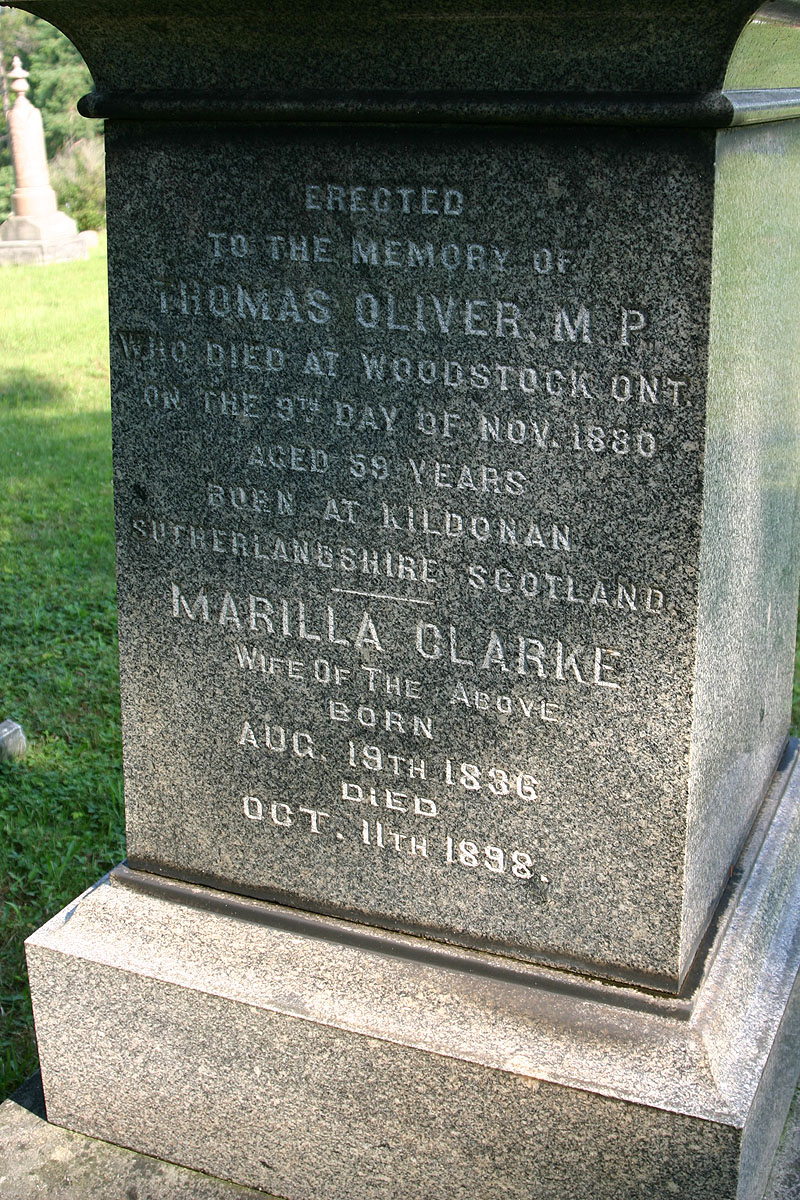 ERECTED
TO THE MEMORY OF
THOMAS OLIVER, M.P.
WHO DIED AT WOODSTOCK ONT.
ON THE 9TH DAY OF NOV. 1880
AGED 59 YEARS
BORN AT KILDONAN
SUTHERLANDSHIRE SCOTLAND.
MARILLA CLARKE
WIFE OF THE ABOVE.
BORN
AUG. 19TH 1836
DIED
OCT. 11TH 1898.